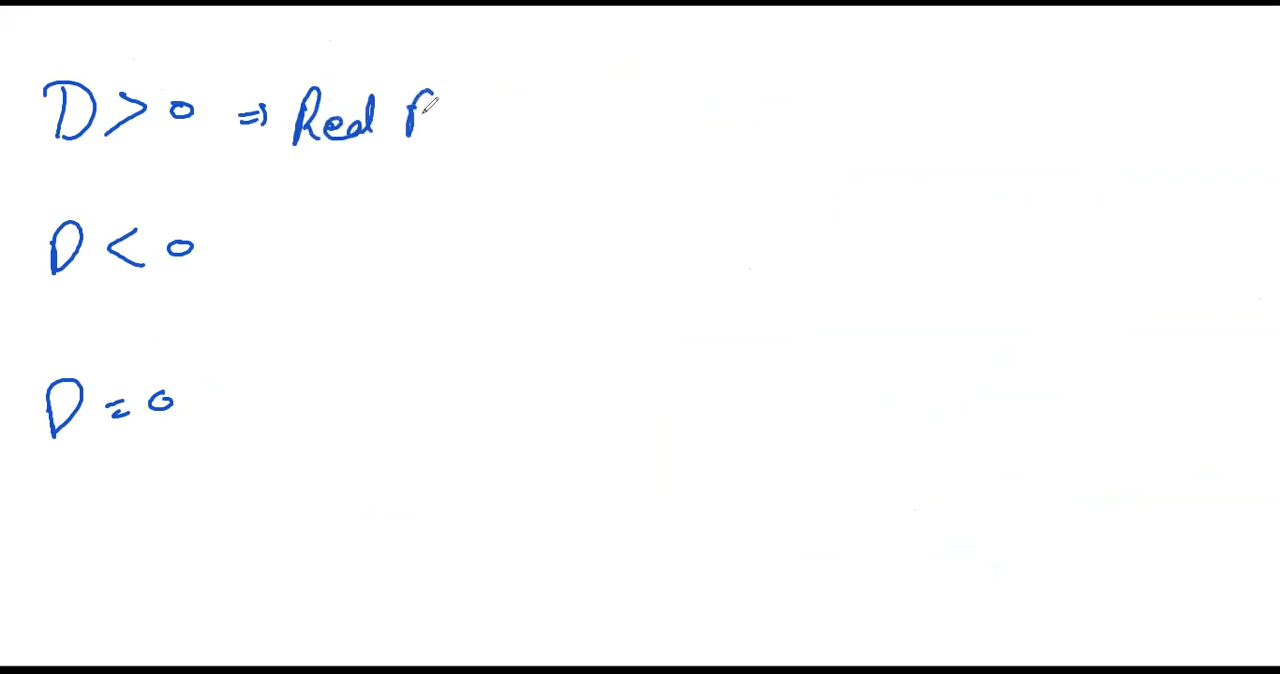 D > 0 ⇒ Real r
D < 0
D = 0